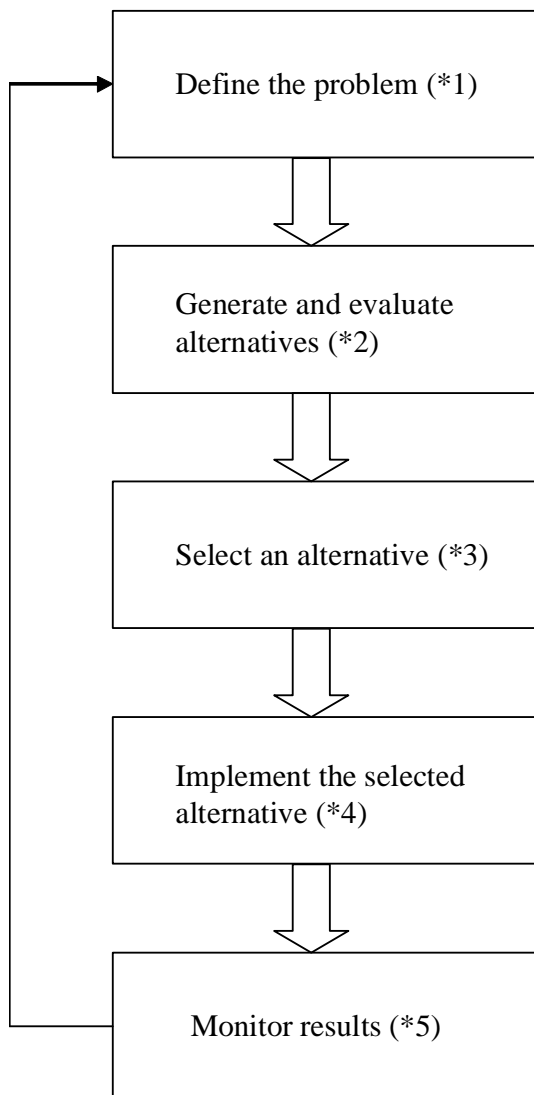 Define the problem (*1)
Generate and evaluate
alternatives (*2)
Select an alternative (*3)
Implement the selected
alternative (*4)
Monitor results (*5)